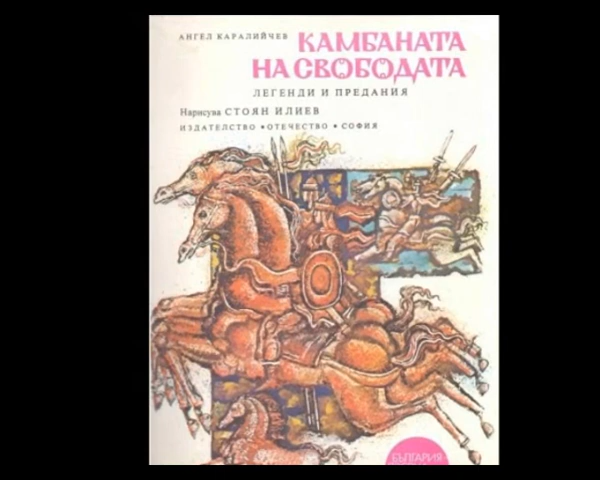 АНГЕЛ КАРАЛИЙЧЕВ
КАМБАНАТА
НА СВОБОДАТА
ЛЕГЕНДИ И ПРЕДАНИЯ
Нарисува СТОЯН ИЛИЕВ
ИЗДАТЕЛСТВО • ОТЕЧЕСТВО • СОФИЯ
БЪЛГАРИЯ